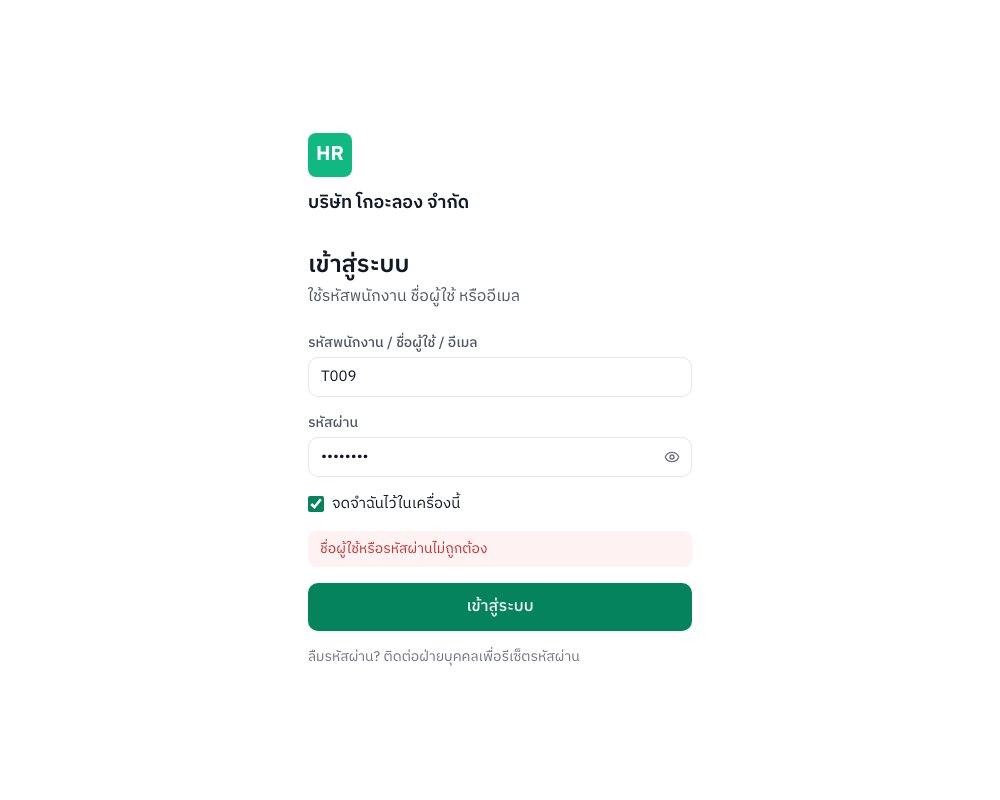 HR
บริษัท โกอะลอง จำกัด
เข้าสู่ระบบ
ใช้รหัสพนักงาน ชื่อผู้ใช้ หรืออีเมล
รหัสพนักงาน / ชื่อผู้ใช้ / อีเมล
T009
รหัสผ่าน
••••••••
จดจำฉันไว้ในเครื่องนี้
ชื่อผู้ใช้หรือรหัสผ่านไม่ถูกต้อง
เข้าสู่ระบบ
ลืมรหัสผ่าน? ติดต่อฝ่ายบุคคลเพื่อรีเซ็ตรหัสผ่าน